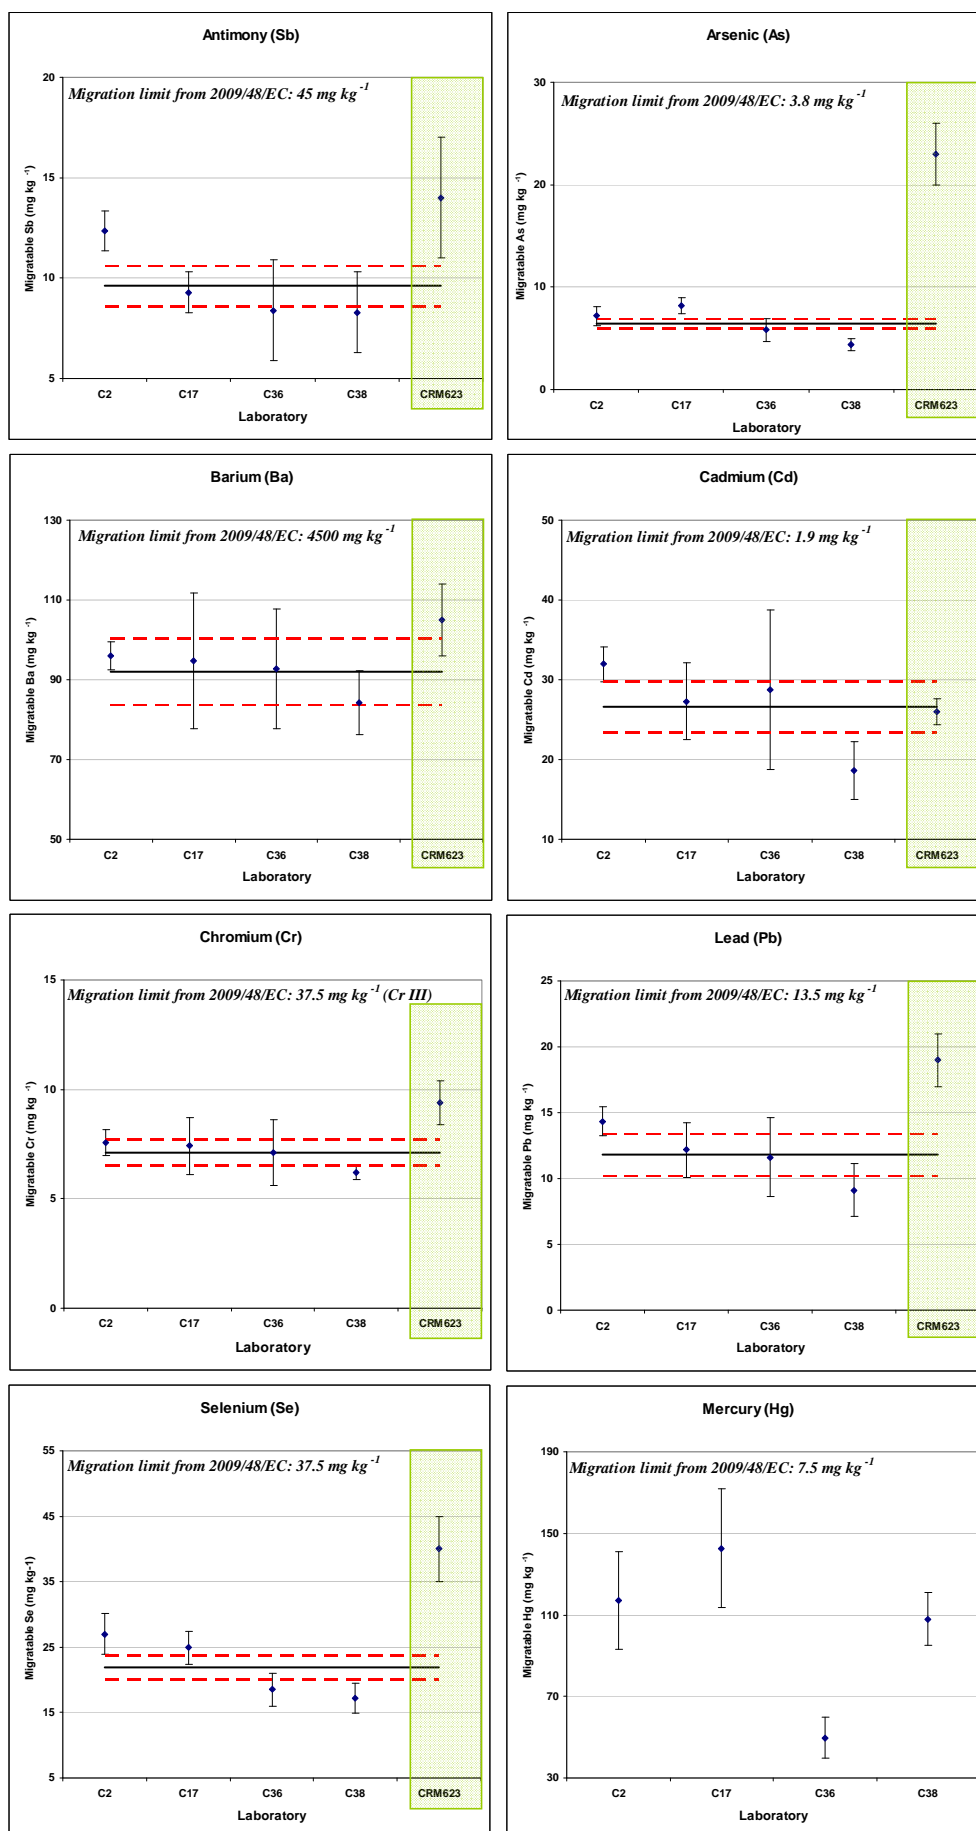 Antimony (Sb)
Migration limit from 2009/48/EC: 45 mg kg -1
Migratable Sb (mg kg -1)
20
15
10
5
C2
C17
C36
C38
CRM623
Laboratory
Arsenic (As)
Migration limit from 2009/48/EC: 3.8 mg kg -1
Migratable As (mg kg -1)
30
20
10
0
C2
C17
C36
C38
CRM623
Laboratory
Barium (Ba)
Migration limit from 2009/48/EC: 4500 mg kg -1
Migratable Ba (mg kg -1)
130
110
90
70
50
C2
C17
C36
C38
CRM623
Laboratory
Cadmium (Cd)
Migration limit from 2009/48/EC: 1.9 mg kg -1
Migratable Cd (mg kg -1)
50
40
30
20
10
C2
C17
C36
C38
CRM623
Laboratory
Chromium (Cr)
Migration limit from 2009/48/EC: 37.5 mg kg -1 (Cr III)
Migratable Cr (mg kg -1)
15
10
5
0
C2
C17
C36
C38
CRM623
Laboratory
Lead (Pb)
Migration limit from 2009/48/EC: 13.5 mg kg -1
Migratable Pb (mg kg -1)
25
20
15
10
5
0
C2
C17
C36
C38
CRM623
Laboratory
Selenium (Se)
Migration limit from 2009/48/EC: 37.5 mg kg -1
Migratable Se (mg kg-1)
55
45
35
25
15
5
C2
C17
C36
C38
CRM623
Laboratory
Mercury (Hg)
Migration limit from 2009/48/EC: 7.5 mg kg -1
Migratable Hg (mg kg -1)
190
150
110
70
30
C2
C17
C36
C38
Laboratory